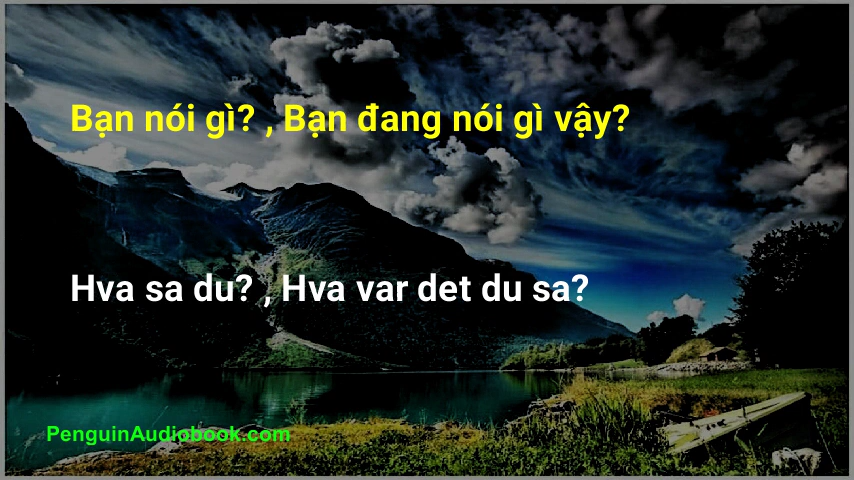 Bạn nói gì? , Bạn đang nói gì vậy?
Hva sa du? , Hva var det du sa?
PenguinAudiobook.com